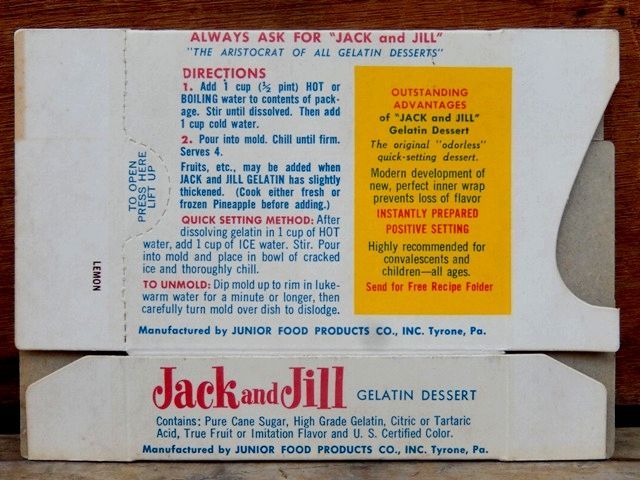 ALWAYS ASK FOR "JACK and JILL"
"THE ARISTOCRAT OF ALL GELATIN DESSERTS"
DIRECTIONS
1. Add 1 cup (½ pint) HOT or
BOILING water to contents of pack-
age. Stir until dissolved. Then add
1 cup cold water.
2. Pour into mold. Chill until firm.
Serves 4.
Fruits, etc., may be added when
JACK and JILL GELATIN has slightly
thickened. (Cook either fresh or
frozen Pineapple before adding.)
QUICK SETTING METHOD: After
dissolving gelatin in 1 cup of HOT
water, add 1 cup of ICE water. Stir. Pour
into mold and place in bowl of cracked
ice and thoroughly chill.
TO UNMOLD: Dip mold up to rim in luke-
warm water for a minute or longer, then
carefully turn mold over dish to dislodge.
OUTSTANDING
ADVANTAGES
of "JACK and JILL"
Gelatin Dessert
The original "odorless"
quick-setting dessert.
Modern development of
new, perfect inner wrap
prevents loss of flavor
INSTANTLY PREPARED
POSITIVE SETTING
Highly recommended for
convalescents and
children—all ages.
Send for Free Recipe Folder
TO OPEN
PRESS HERE
LIFT UP
LEMON
Manufactured by JUNIOR FOOD PRODUCTS CO., INC. Tyrone, Pa.
Jack and Jill GELATIN DESSERT
Contains: Pure Cane Sugar, High Grade Gelatin, Citric or Tartaric
Acid, True Fruit or Imitation Flavor and U. S. Certified Color.
Manufactured by JUNIOR FOOD PRODUCTS CO., INC. Tyrone, Pa.